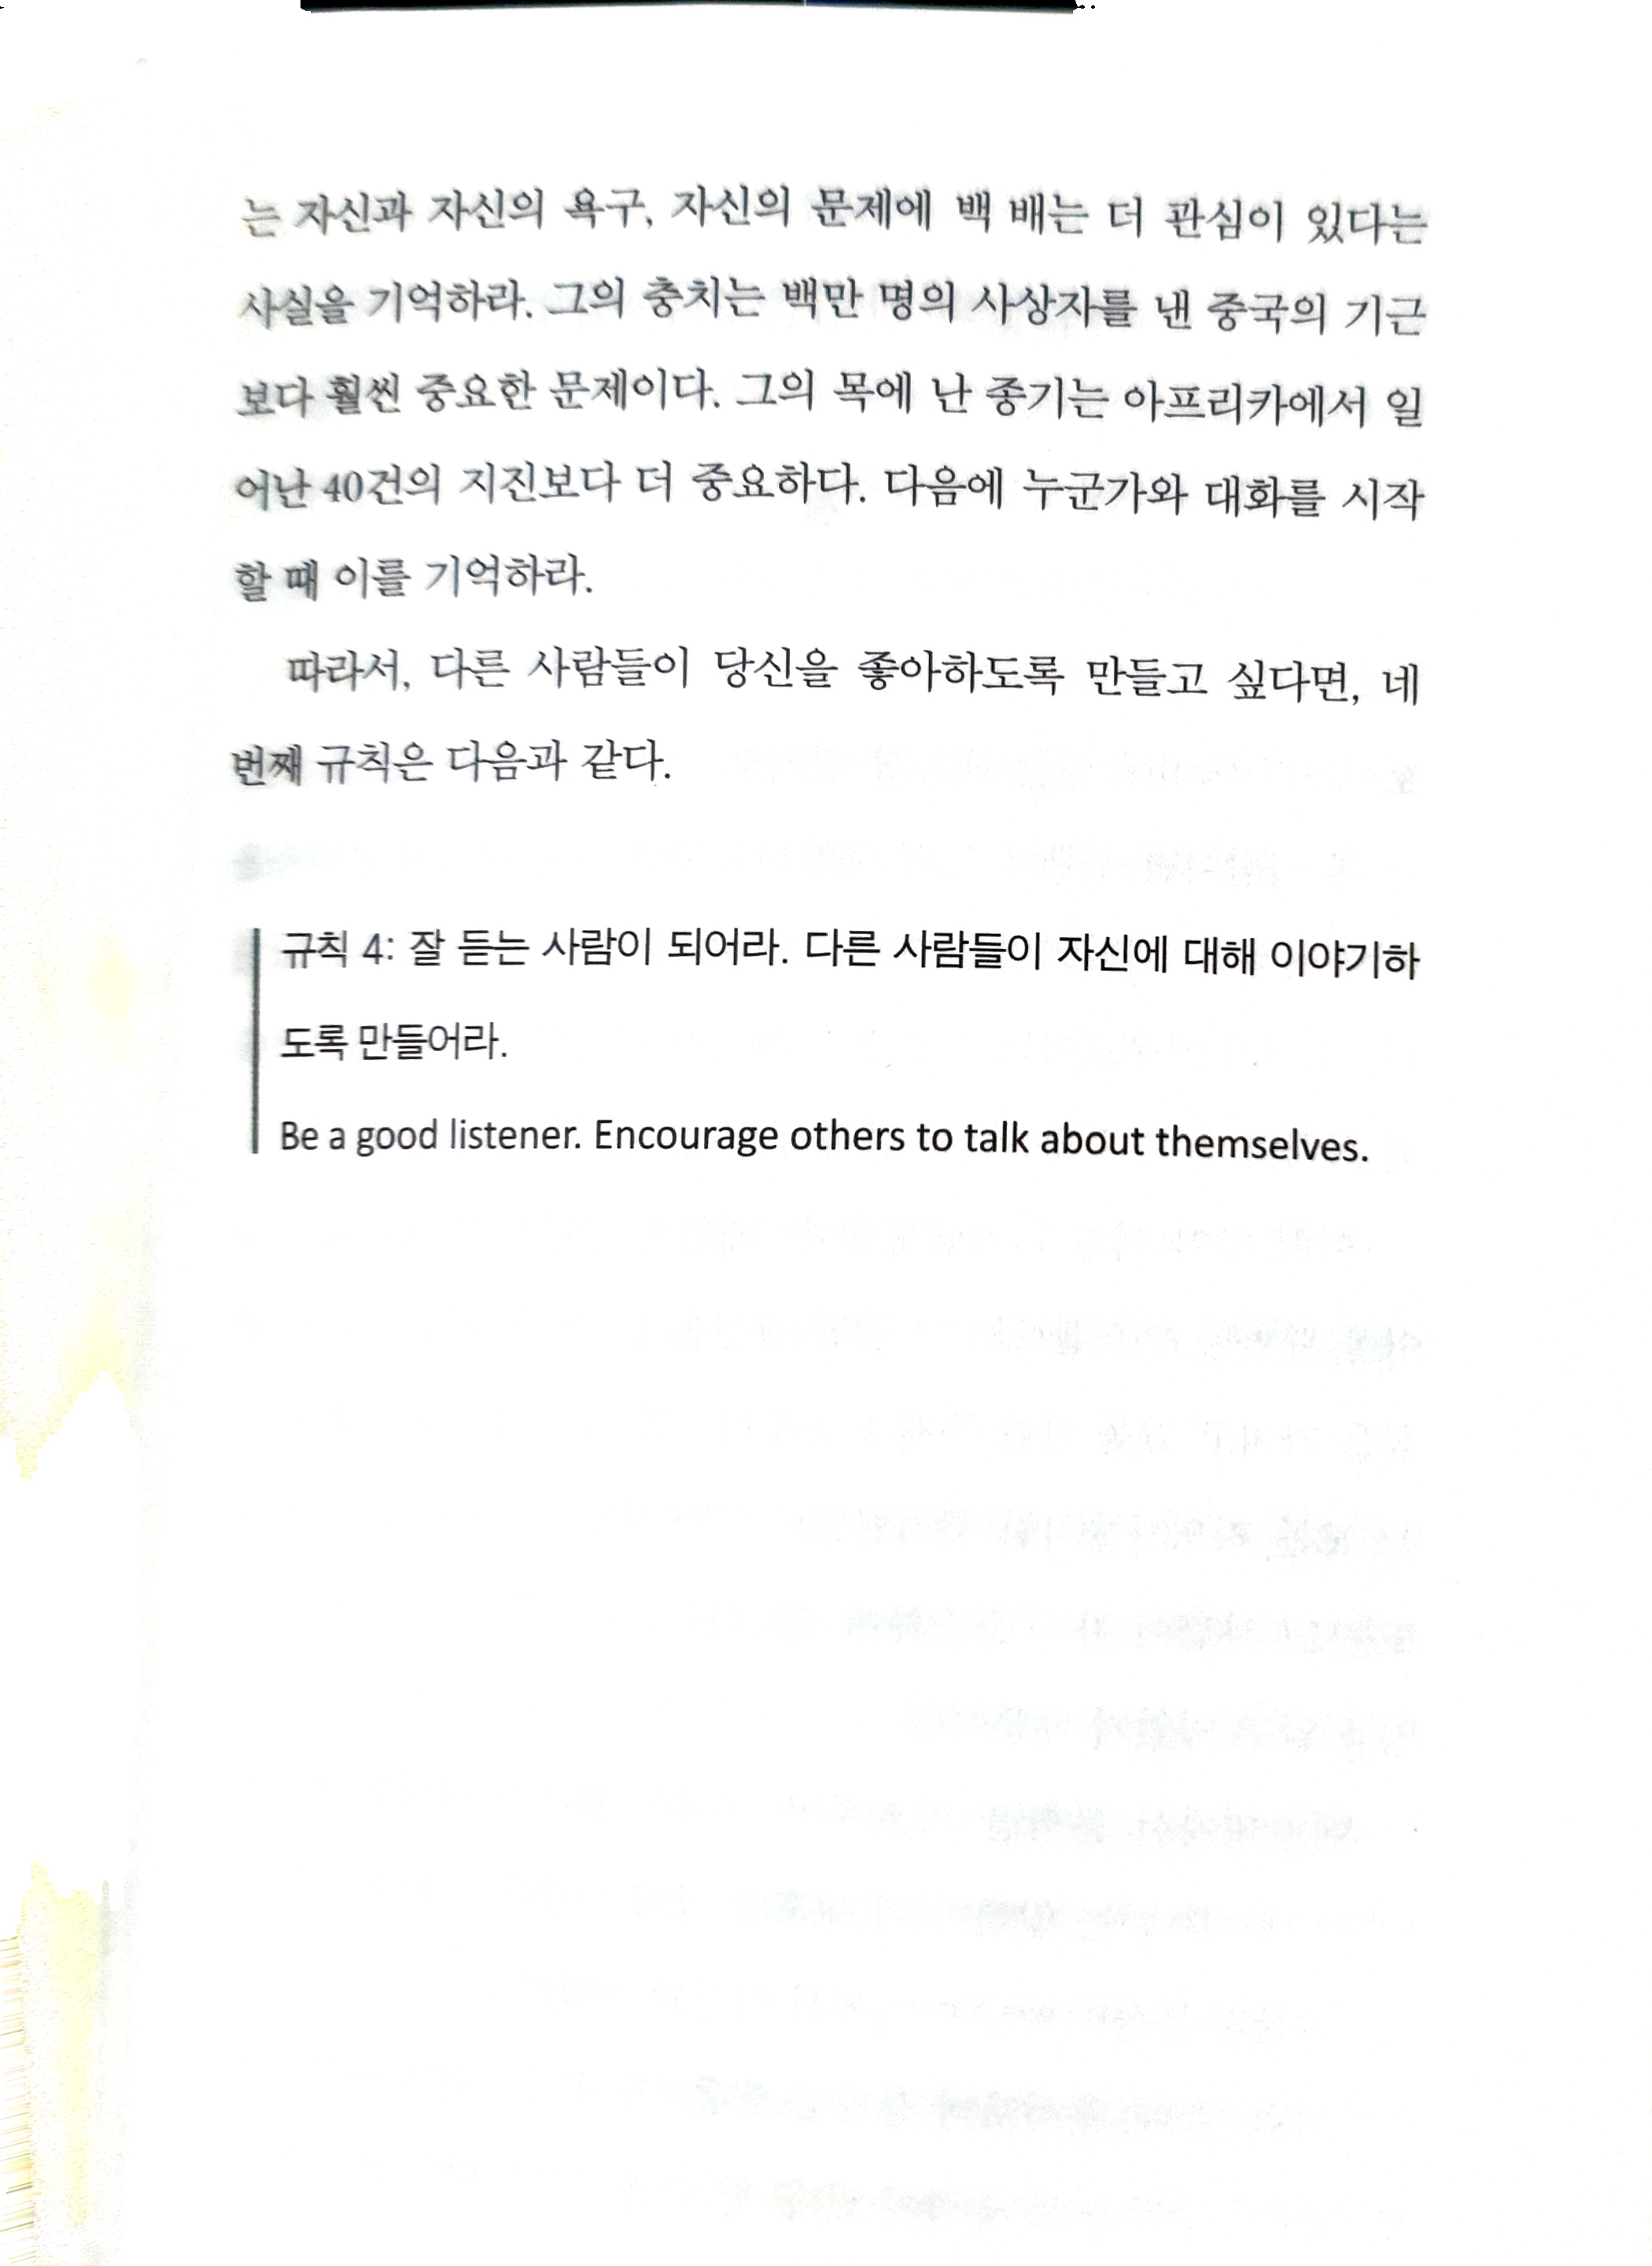 는 자신과 자신의 욕구, 자신의 문제에 백 배는 더 관심이 있다는
사실을 기억하라. 그의 충치는 백만 명의 사상자를 낸 중국의 기근
보다 훨씬 중요한 문제이다. 그의 목에 난 종기는 아프리카에서 일
어난 40건의 지진보다 더 중요하다. 다음에 누군가와 대화를 시작
할 때 이를 기억하라.
따라서, 다른 사람들이 당신을 좋아하도록 만들고 싶다면, 네
번째 규칙은 다음과 같다.
규칙 4: 잘 듣는 사람이 되어라. 다른 사람들이 자신에 대해 이야기하
도록 만들어라.
Be a good listener. Encourage others to talk about themselves.